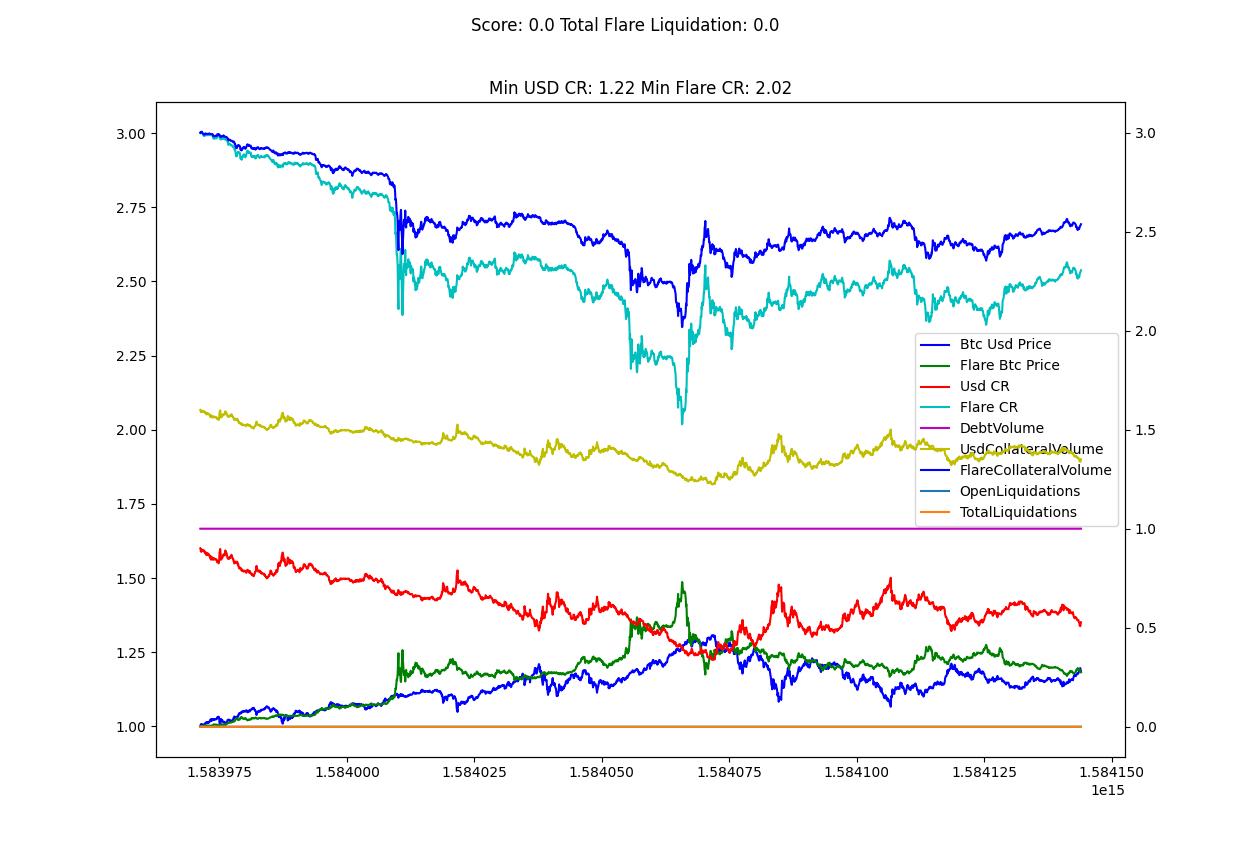 Score: 0.0 Total Flare Liquidation: 0.0
Min USD CR: 1.22 Min Flare CR: 2.02
3.00
2.75
2.50
2.25
2.00
1.75
1.50
1.25
1.00
3.0
2.5
2.0
1.5
1.0
0.5
0.0
Btc Usd Price
Flare Btc Price
Usd CR
Flare CR
DebtVolume
UsdCollateralVolume
FlareCollateralVolume
OpenLiquidations
TotalLiquidations
1.583975 1.584000 1.584025 1.584050 1.584075 1.584100 1.584125 1.584150
1e15